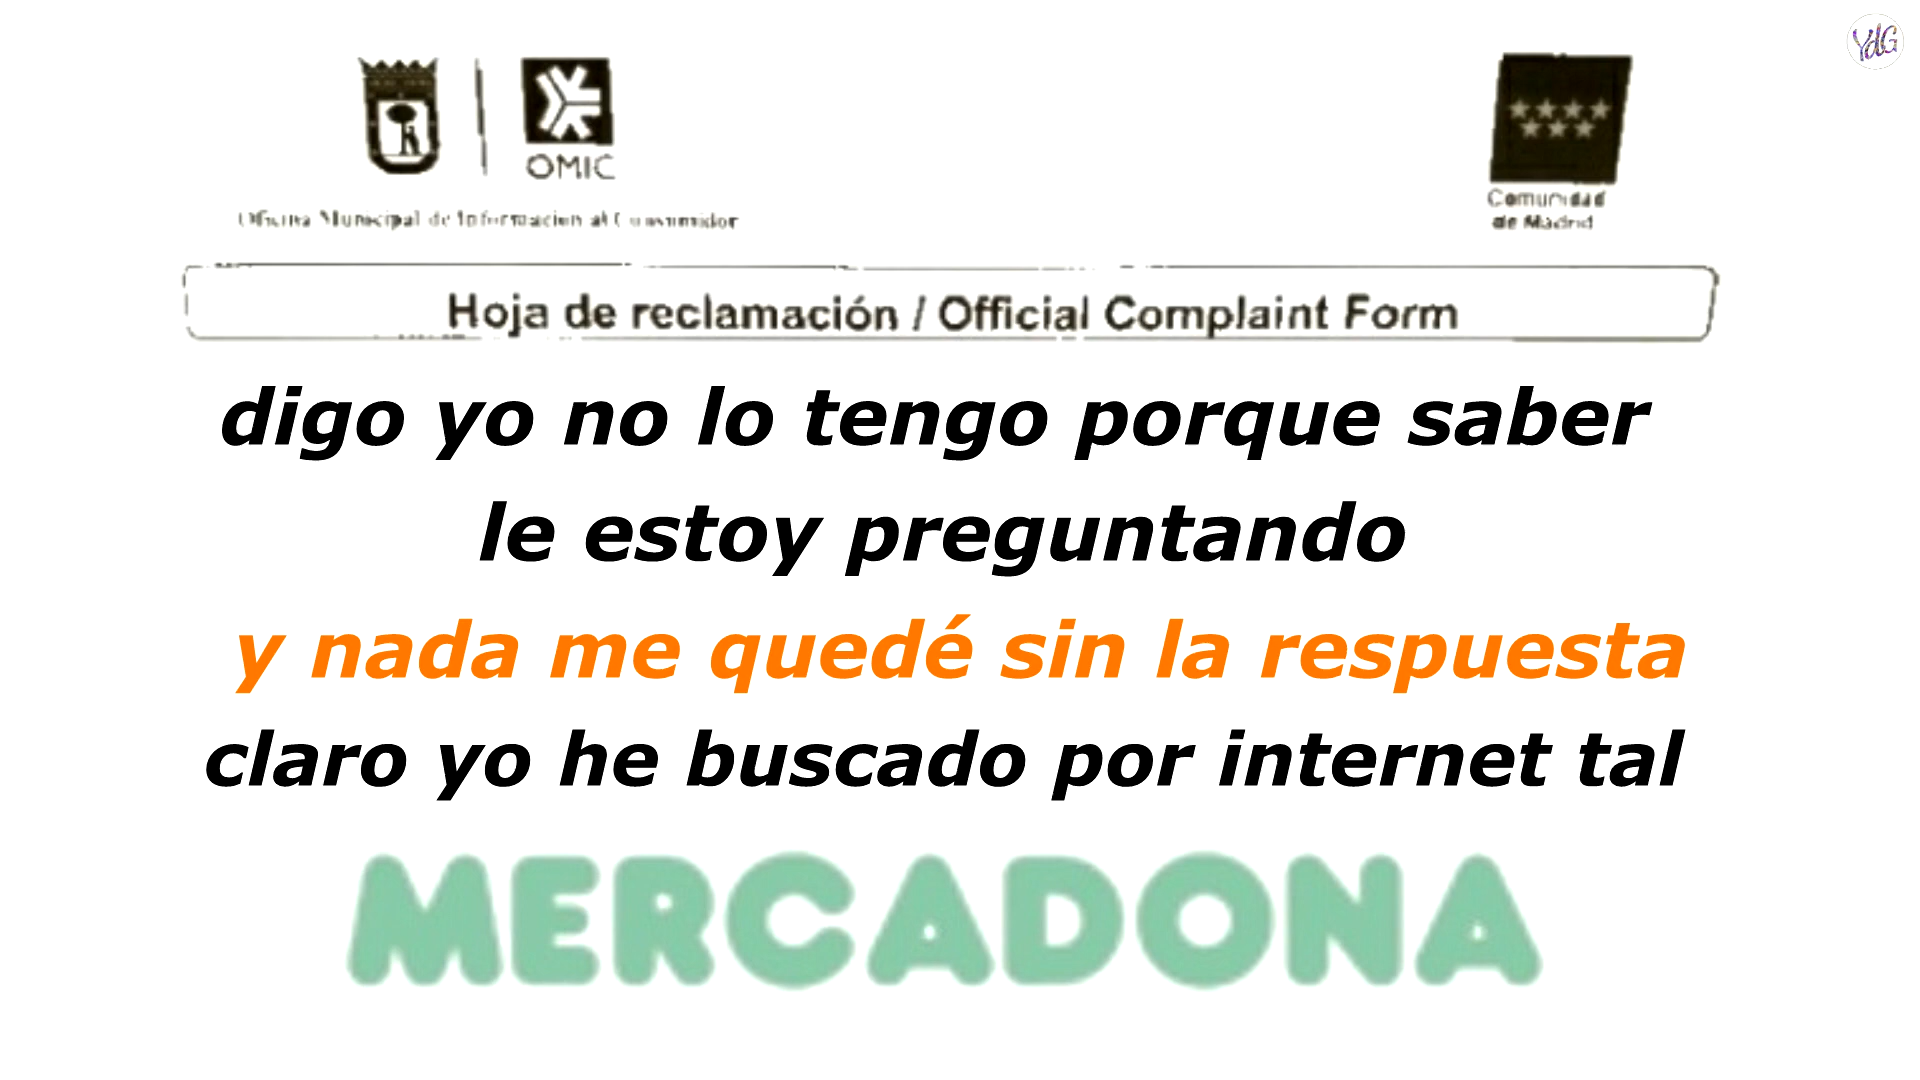 YdG
OMIC
Oficina Municipal de Información al Consumidor
Comunidad
de Madrid
Hoja de reclamación / Official Complaint Form
digo yo no lo tengo porque saber
le estoy preguntando
y nada me quedé sin la respuesta
claro yo he buscado por internet tal
MERCADONA